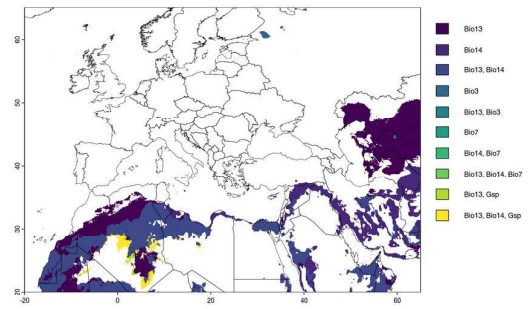 Bio13
Bio14
Bio13, Bio14
Bio3
Bio13, Bio3
Bio7
Bio14, Bio7
Bio13, Bio14. Bio7
Bio13, Gsp
Bio13, Bio14, Gsp
60
50
40
30
20
-20
0
20
40
60